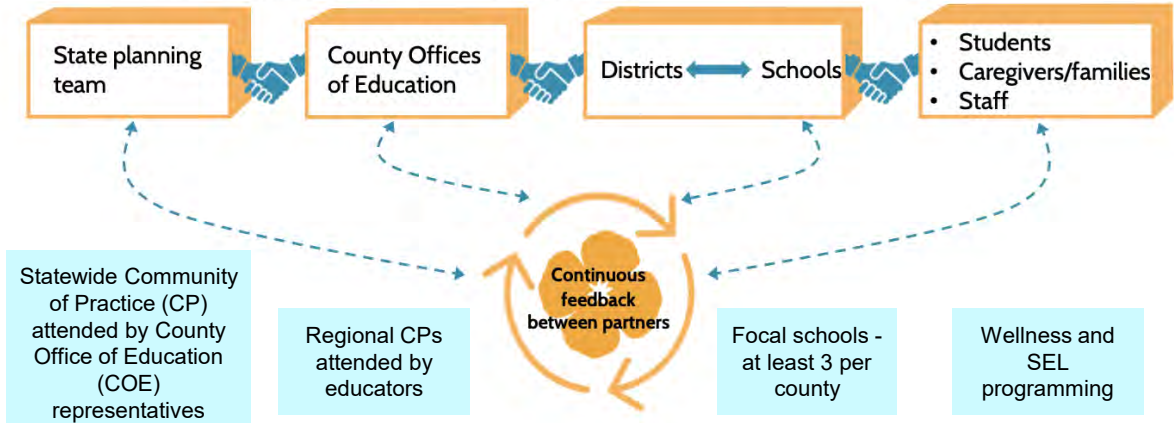 State planning
team
County Offices
of Education
Districts
Schools
• Students
• Caregivers/families
• Staff
Continuous
feedback
between partners
Statewide Community
of Practice (CP)
attended by County
Office of Education
(COE)
representatives
Regional CPs
attended by
educators
Focal schools -
at least 3 per
county
Wellness and
SEL
programming